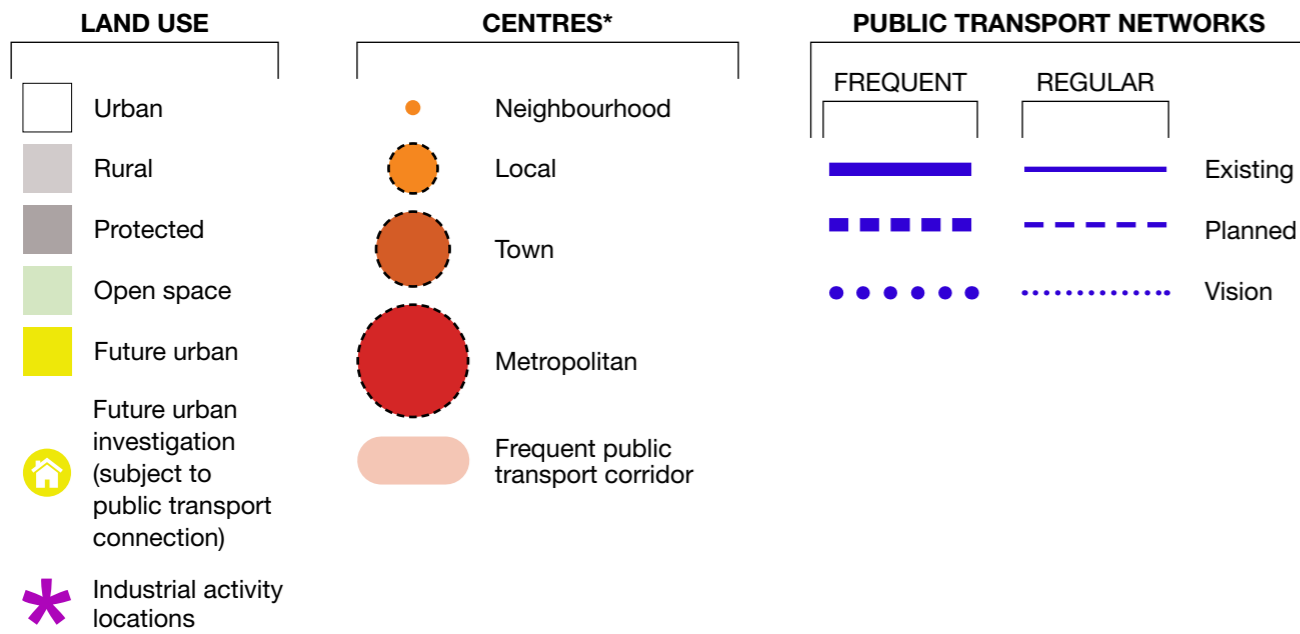 LAND USE
Urban
Rural
Protected
Open space
Future urban
Future urban
investigation
(subject to
public transport
connection)
Industrial activity
locations
CENTRES*
Neighbourhood
Local
Town
Metropolitan
Frequent public
transport corridor
PUBLIC TRANSPORT NETWORKS
FREQUENT
REGULAR
Existing
Planned
Vision